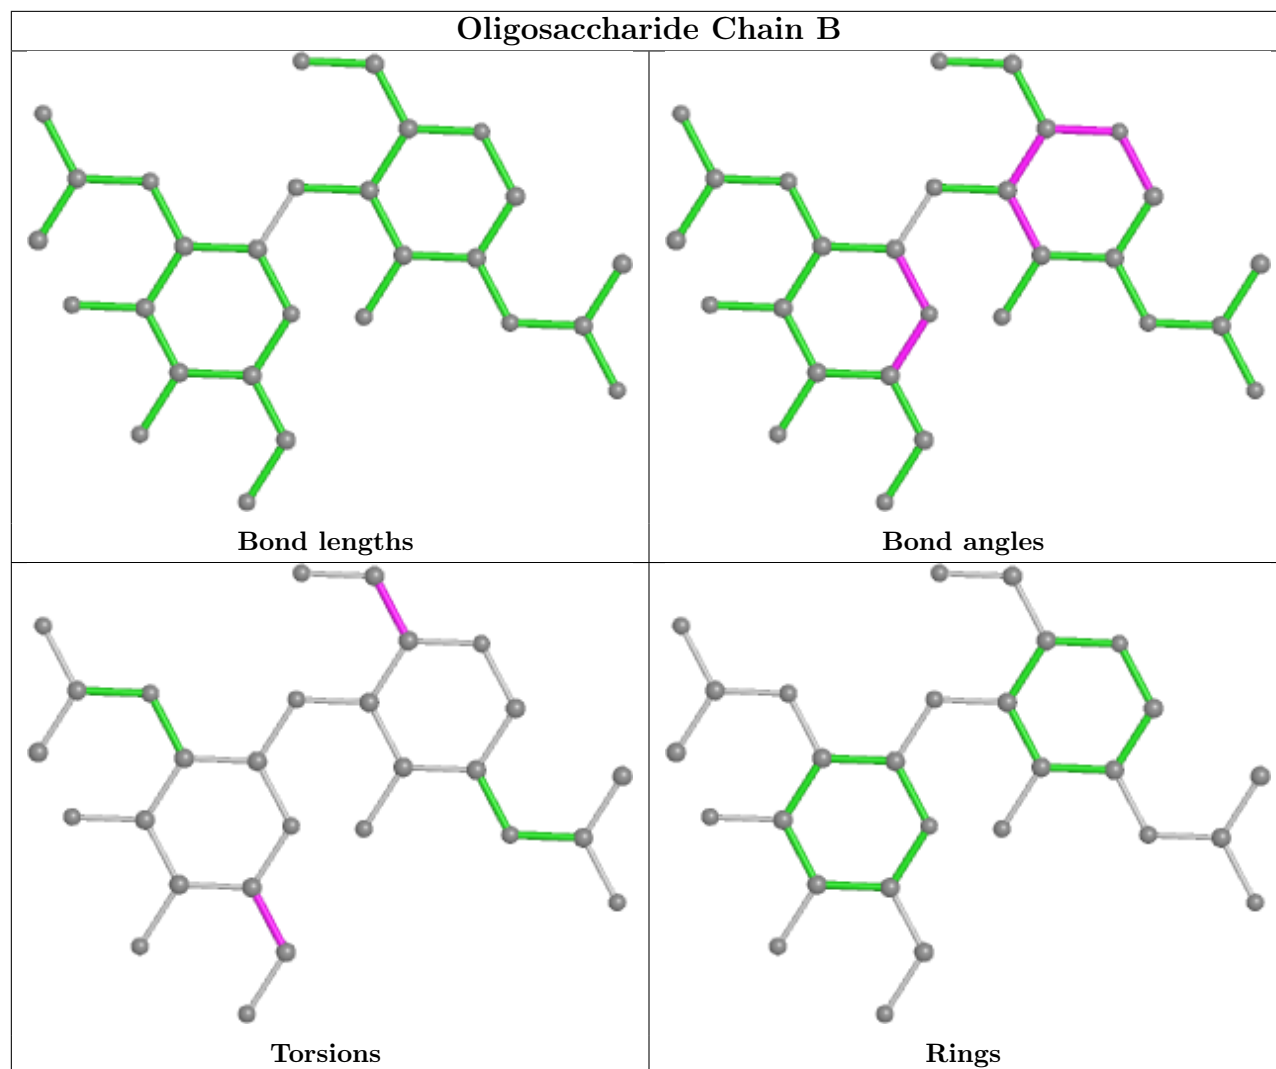 Oligosaccharide Chain B
Bond lengths
Bond angles
Torsions
Rings